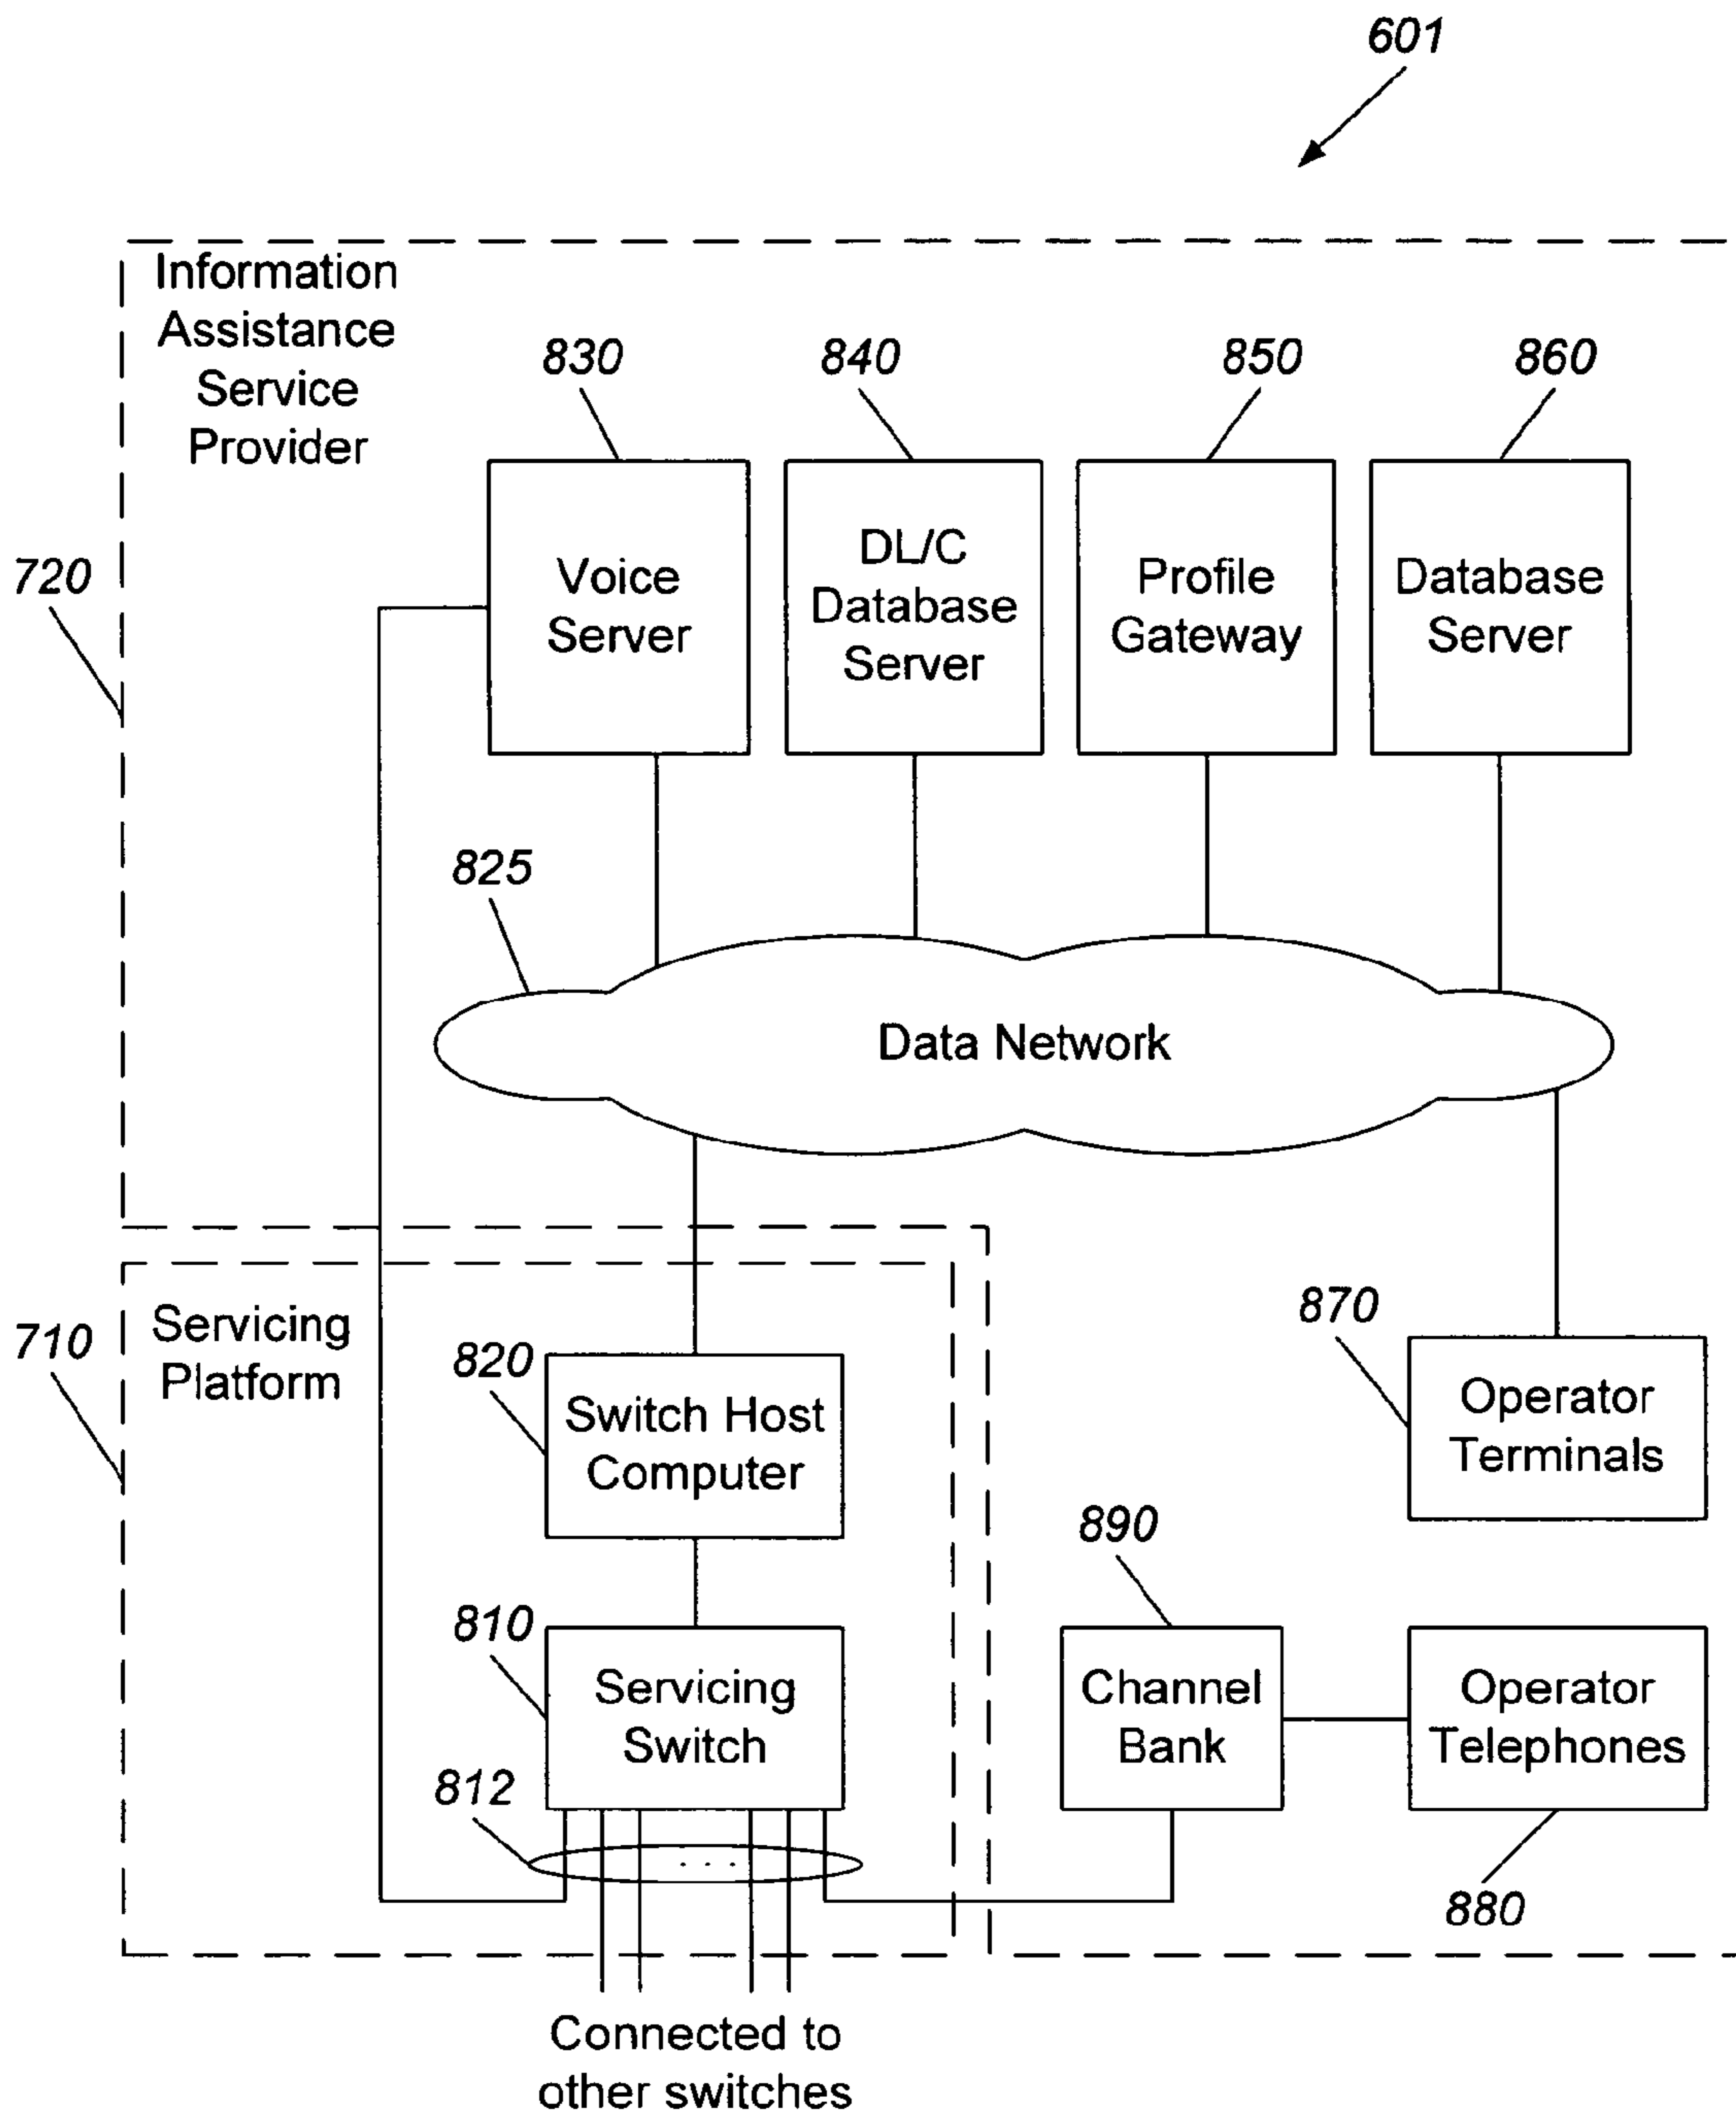 601
Information
Assistance
Service
Provider
830
840
850
860
720
Voice
Server
DL/C
Database
Server
Profile
Gateway
Database
Server
825
Data Network
710
Servicing
Platform
820
Switch Host
Computer
870
Operator
Terminals
810
Servicing
Switch
890
Channel
Bank
Operator
Telephones
812
. . .
880
Connected to
other switches